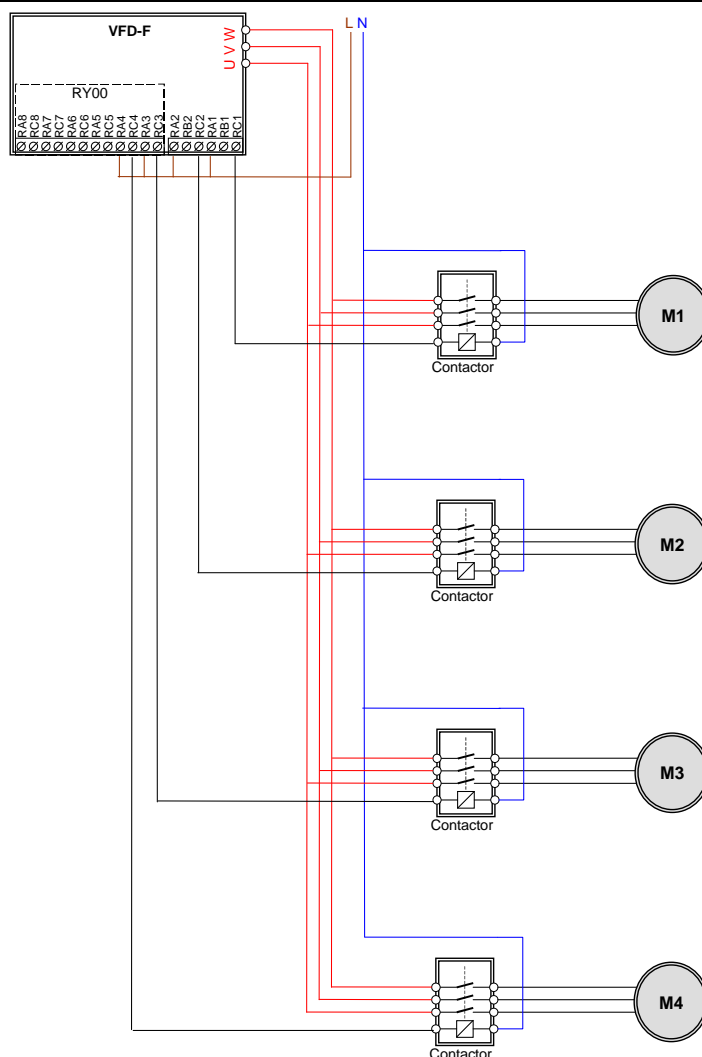 VFD-F
U V W
L N
RY00
RA8 RC8 RA7 RC7 RA6 RC6 RA5 RC5 RA4 RC4 RA3 RC3 RA2 RB2 RC2 RA1 RB1 RC1
M1
Contactor
M2
Contactor
M3
Contactor
M4
Contactor